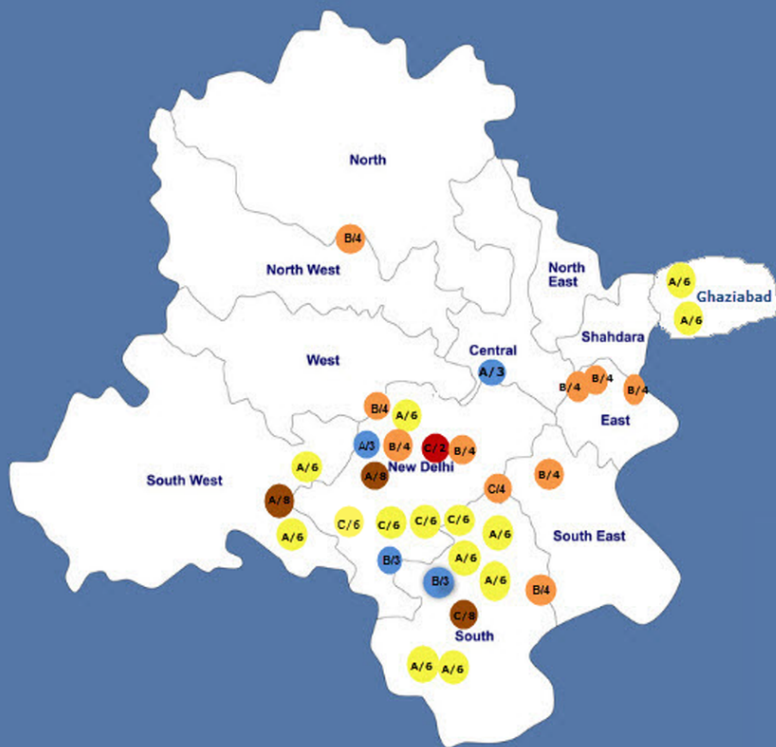 North
B/4
North West
North
East
A/6
Ghaziabad
A/6
Shahdara
Central
West
A/3
B/4
B/4
B/4
East
B/4
A/6
A/3
B/4
C/2
B/4
New Delhi
A/6
A/8
B/4
South West
A/8
C/4
C/6
C/6
C/6
C/6
A/6
A/6
South East
B/3
A/6
B/3
A/6
B/4
C/8
South
A/6
A/6